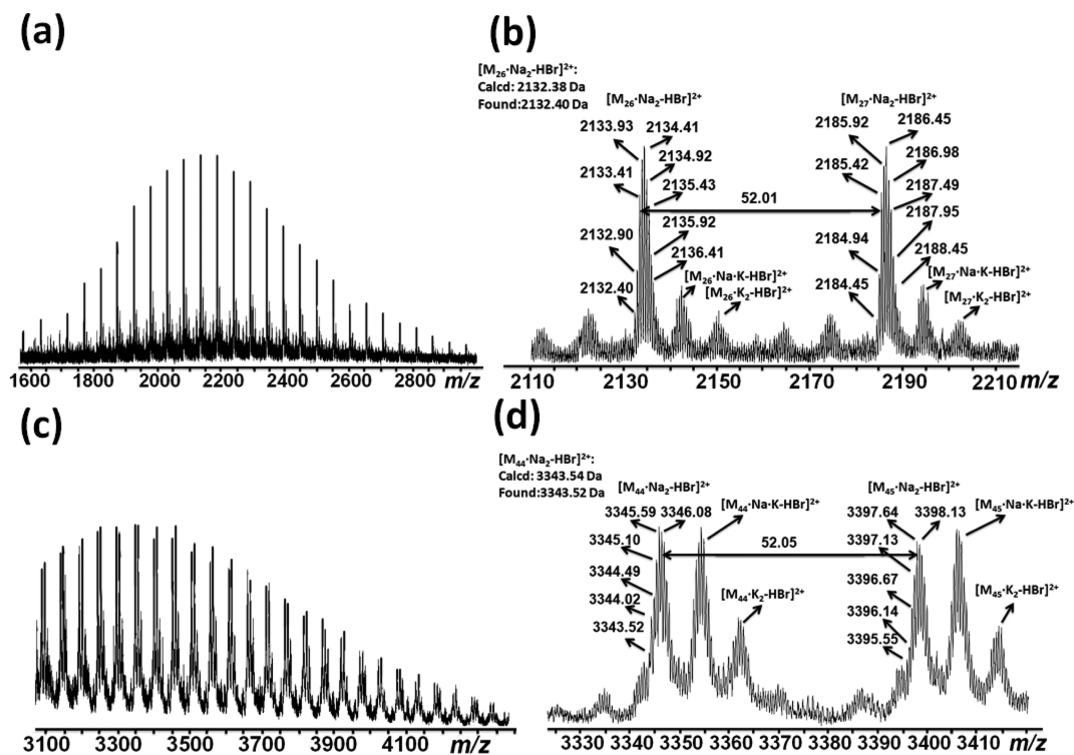 (a)
1600 1800 2000 2200 2400 2600 2800 m/z
(b)
[M₂₆·Na₂-HBr]²⁺:
Calcd: 2132.38 Da
Found:2132.40 Da
[M₂₆·Na₂-HBr]²⁺
[M₂₇·Na₂-HBr]²⁺
2133.93
2134.41
2134.92
2133.41
2135.43
2135.92
2132.90
2136.41
2132.40
52.01
2185.92
2186.45
2186.98
2185.42
2187.49
2187.95
2184.94
2188.45
2184.45
[M₂₆·Na·K-HBr]²⁺
[M₂₆·K₂-HBr]²⁺
[M₂₇·Na·K-HBr]²⁺
[M₂₇·K₂-HBr]²⁺
2110 2130 2150 2170 2190 2210 m/z
(c)
3100 3300 3500 3700 3900 4100 m/z
(d)
[M₄₄·Na₂-HBr]²⁺:
Calcd: 3343.54 Da
Found:3343.52 Da
[M₄₄·Na₂-HBr]²⁺
[M₄₅·Na₂-HBr]²⁺
3345.59 3346.08
[M₄₄·Na·K-HBr]²⁺
3397.64 3398.13
[M₄₅·Na·K-HBr]²⁺
3345.10
3397.13
52.05
3344.49
3396.67
3344.02
3396.14
3343.52
3395.55
[M₄₄·K₂-HBr]²⁺
[M₄₅·K₂-HBr]²⁺
3330 3340 3350 3360 3370 3380 3390 3400 3410 m/z